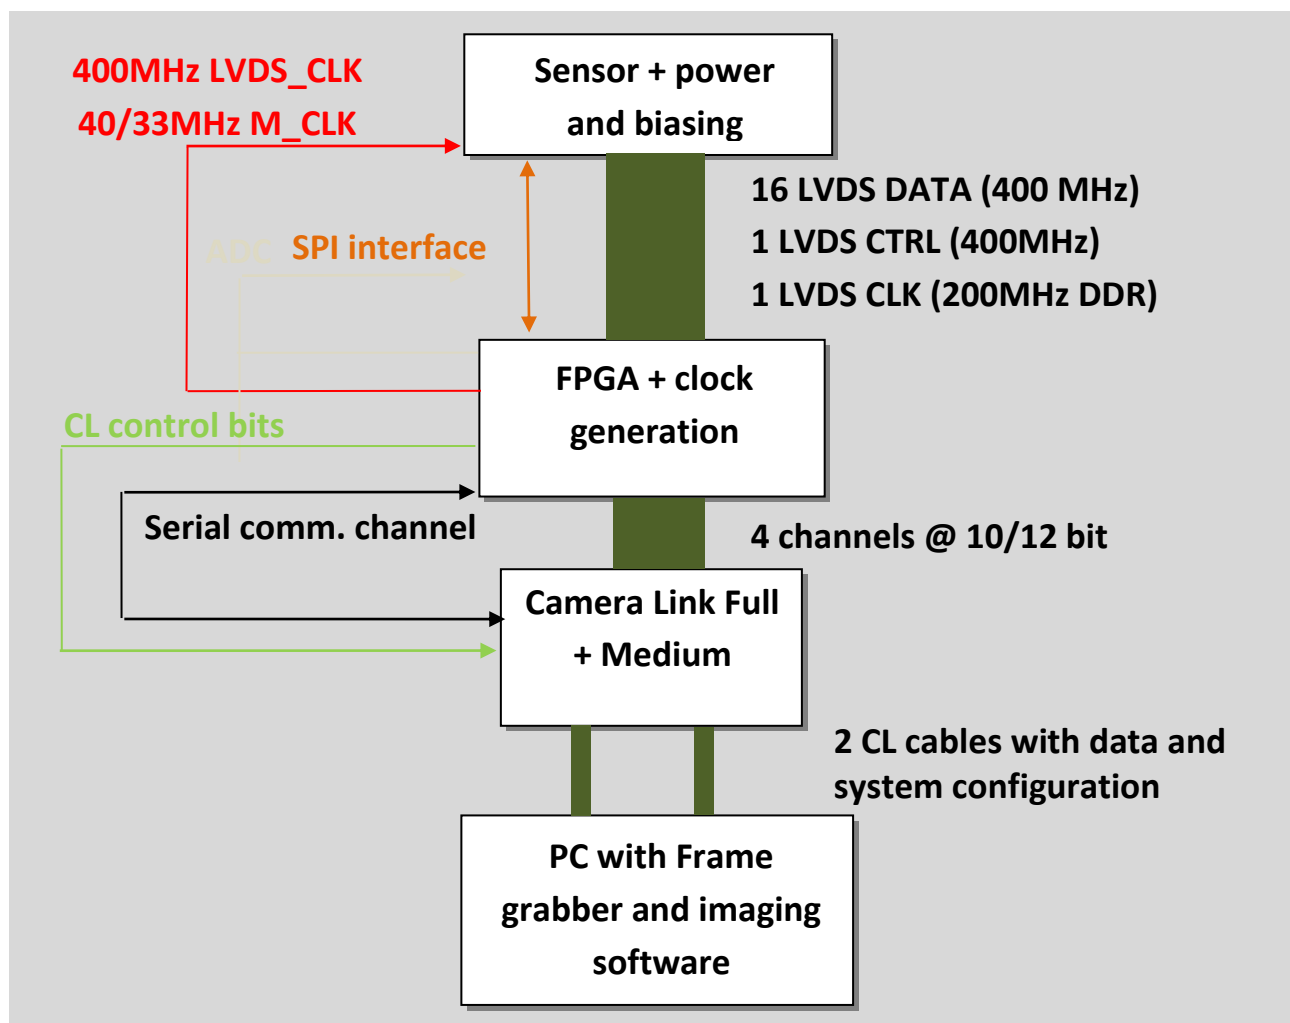 400MHz LVDS_CLK
40/33MHz M_CLK
Sensor + power
and biasing
16 LVDS DATA (400 MHz)
1 LVDS CTRL (400MHz)
1 LVDS CLK (200MHz DDR)
ADC
SPI interface
FPGA + clock
generation
CL control bits
Serial comm. channel
4 channels @ 10/12 bit
Camera Link Full
+ Medium
2 CL cables with data and
system configuration
PC with Frame
grabber and imaging
software